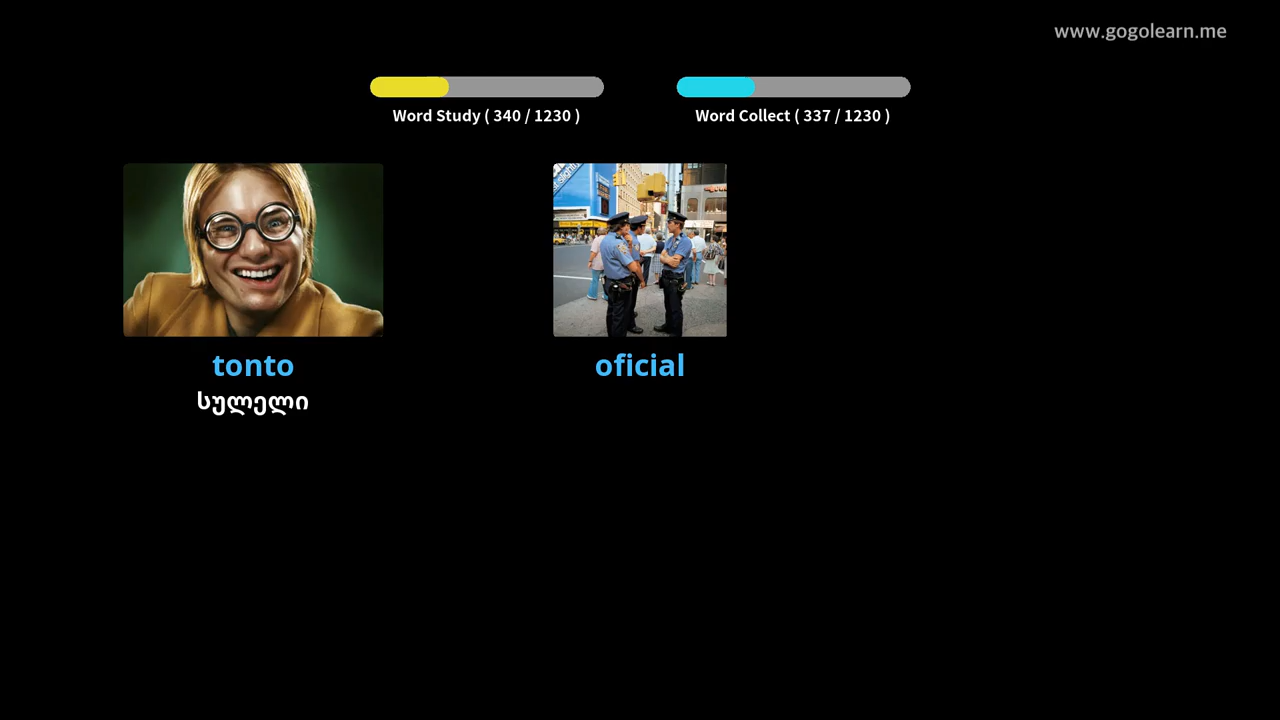 www.gogolearn.me
Word Study ( 340 / 1230 )
Word Collect ( 337 / 1230 )
tonto
სულელი
oficial